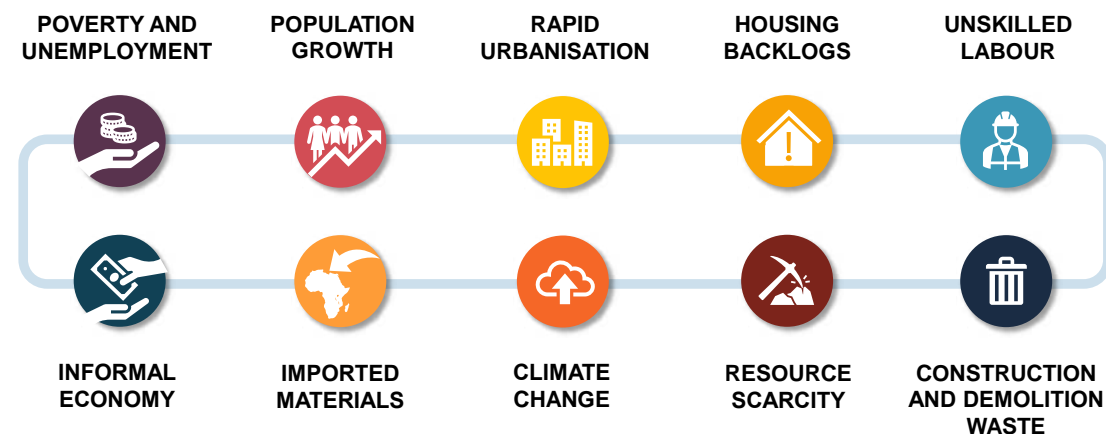 POVERTY AND
UNEMPLOYMENT
POPULATION
GROWTH
RAPID
URBANISATION
HOUSING
BACKLOGS
UNSKILLED
LABOUR
INFORMAL
ECONOMY
IMPORTED
MATERIALS
CLIMATE
CHANGE
RESOURCE
SCARCITY
CONSTRUCTION
AND DEMOLITION
WASTE